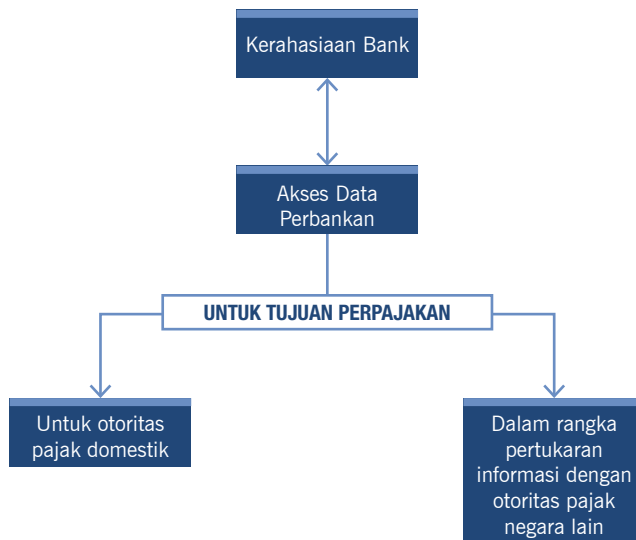 Kerahasiaan Bank
Akses Data
Perbankan
UNTUK TUJUAN PERPAJAKAN
Untuk otoritas
pajak domestik
Dalam rangka
pertukaran
informasi dengan
otoritas pajak
negara lain